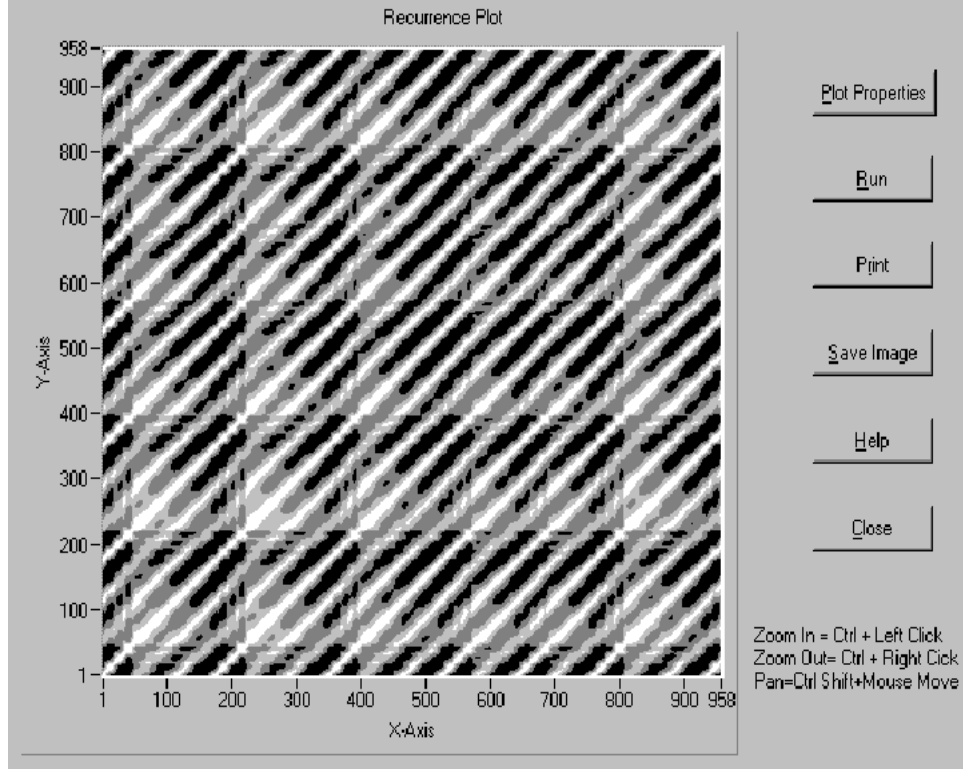 Recurrence Plot
958
900
800
700
600
500
400
300
200
100
1
Y-Axis
1 100 200 300 400 500 600 700 800 900 958
X-Axis
Plot Properties
Run
Print
Save Image
Help
Close
Zoom In = Ctrl + Left Click
Zoom Out= Ctrl + Right Cick
Pan=Ctrl Shift+Mouse Move